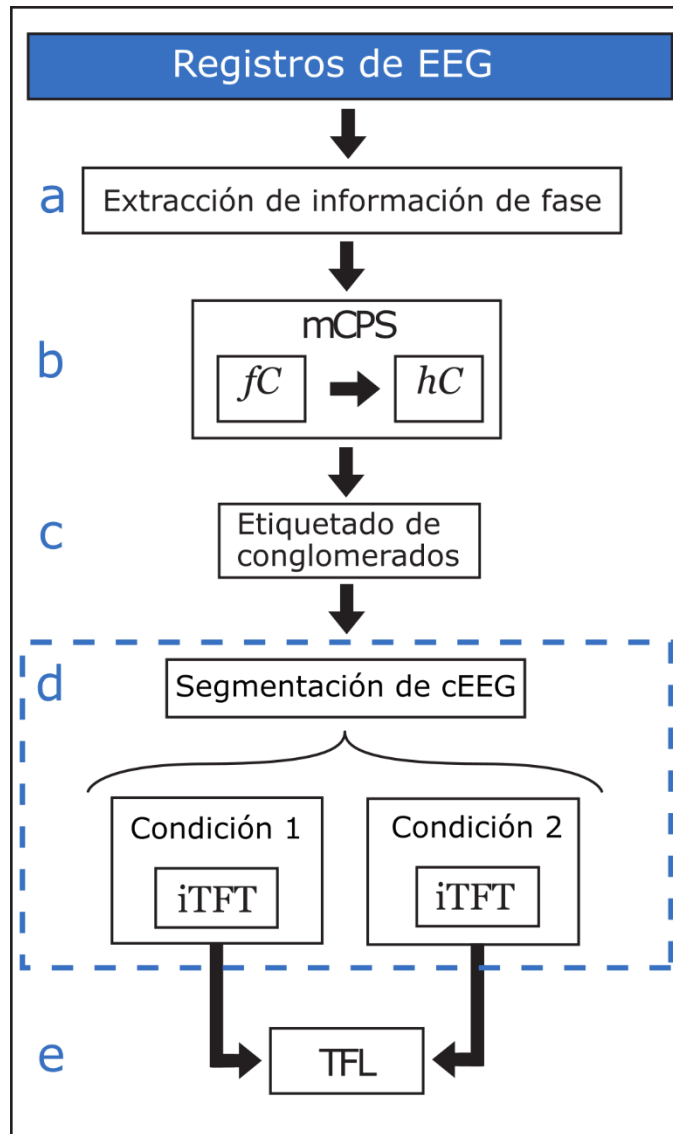 Registros de EEG
a
Extracción de información de fase
b
mCPS
fC
hC
c
Etiquetado de
conglomerados
d
Segmentación de cEEG
Condición 1
Condición 2
iTFT
iTFT
e
TFL